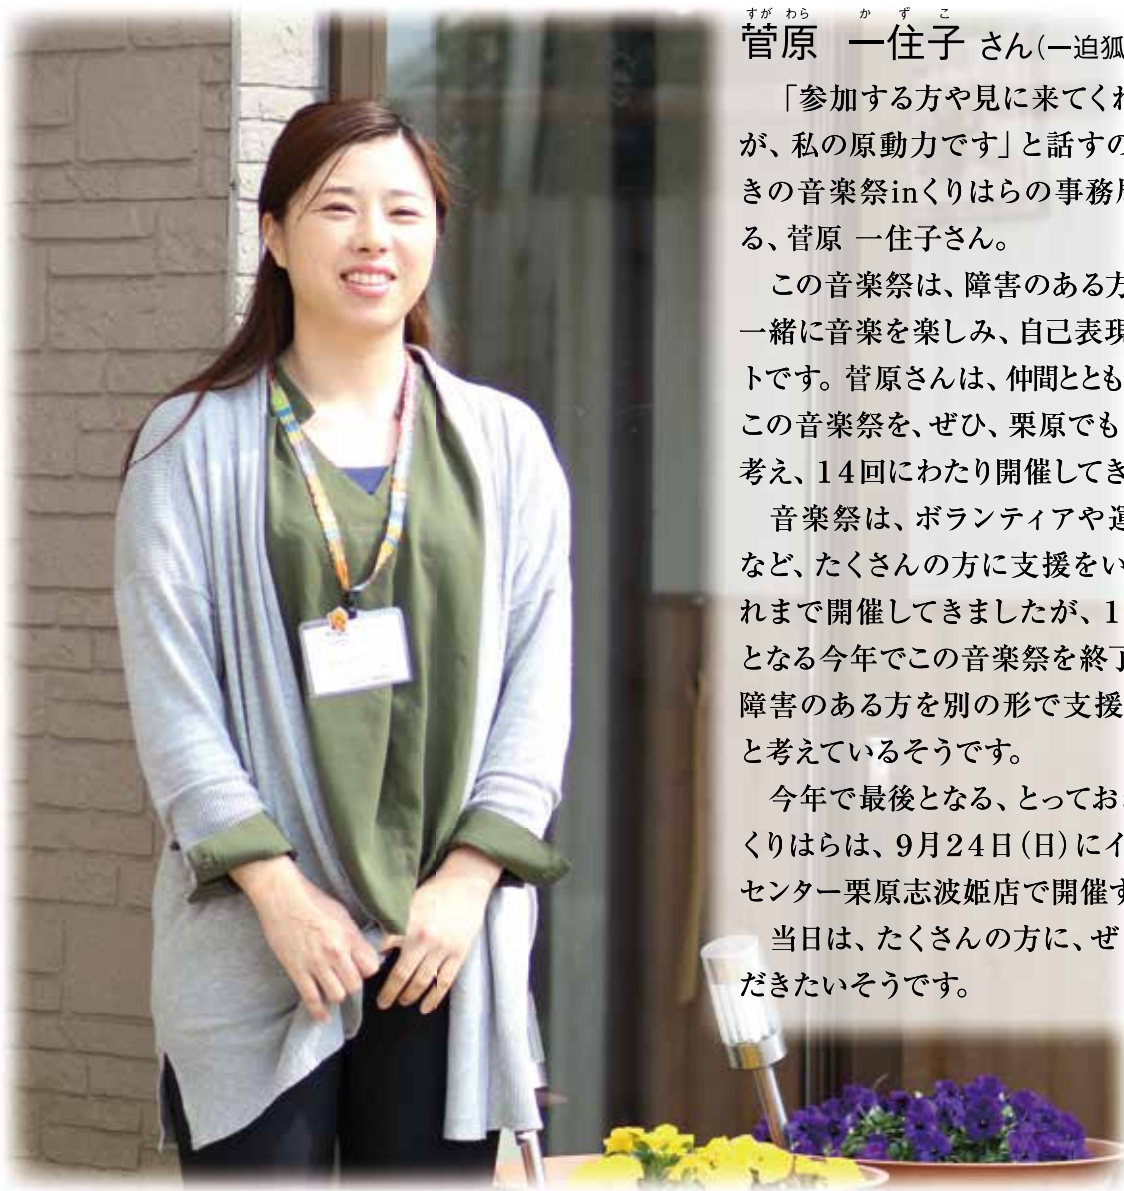 すが わら か ず こ
菅原 一住子 さん（一迫狐
「参加する方や見に来てくれ
が、私の原動力です」と話すの
きの音楽祭inくりはらの事務局
る、菅原 一住子さん。
この音楽祭は、障害のある方
一緒に音楽を楽しみ、自己表現
トです。菅原さんは、仲間ととも
この音楽祭を、ぜひ、栗原でも
考え、14回にわたり開催してき
音楽祭は、ボランティアや運
など、たくさんの方に支援をい
れまで開催してきましたが、1
となる今年でこの音楽祭を終了
障害のある方を別の形で支援
と考えているそうです。
今年で最後となる、とってお
くりはらは、9月24日（日）にイ
センター栗原志波姫店で開催す
当日は、たくさんの方に、ぜ
だきたいそうです。